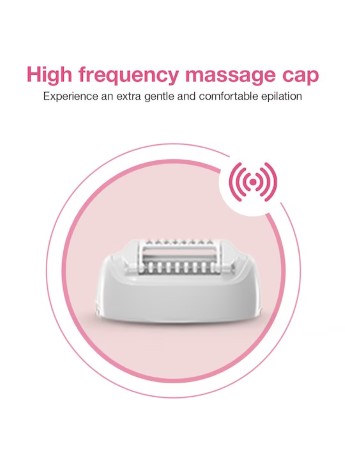 High frequency massage cap
Experience an extra gentle and comfortable epilation